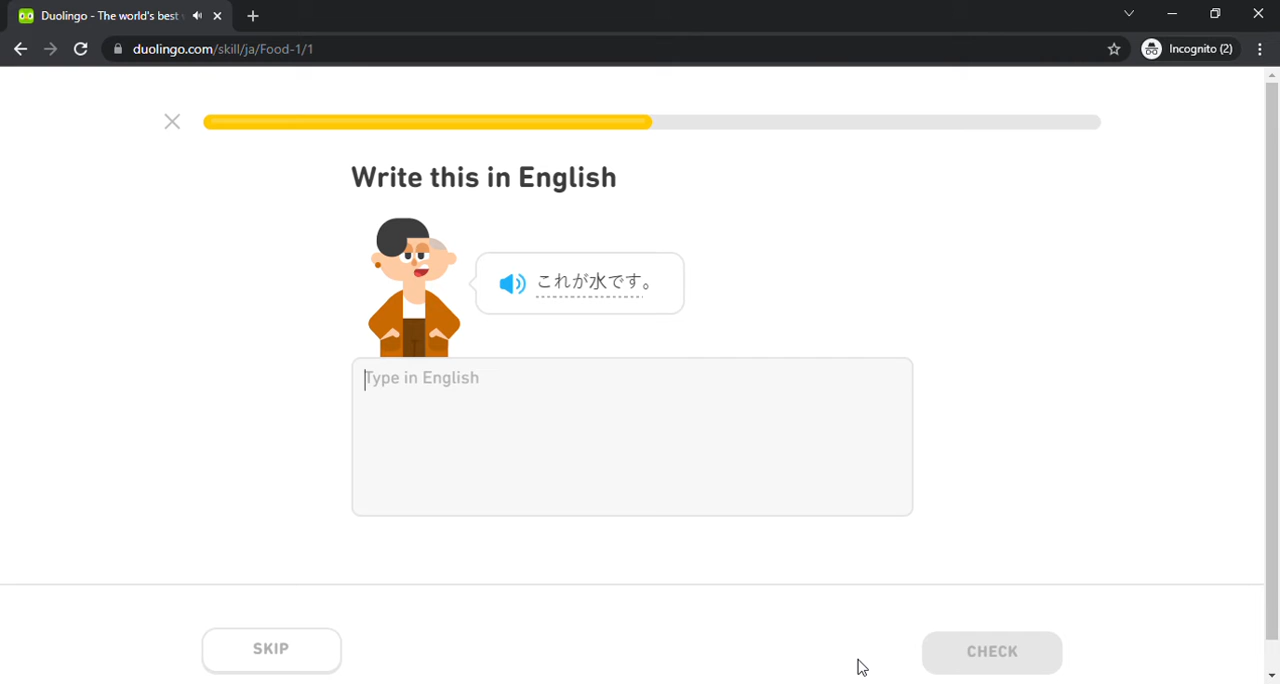 Duolingo - The world's best
duolingo.com/skill/ja/Food-1/1
Incognito (2)
Write this in English
これが水です。
Type in English
SKIP
CHECK